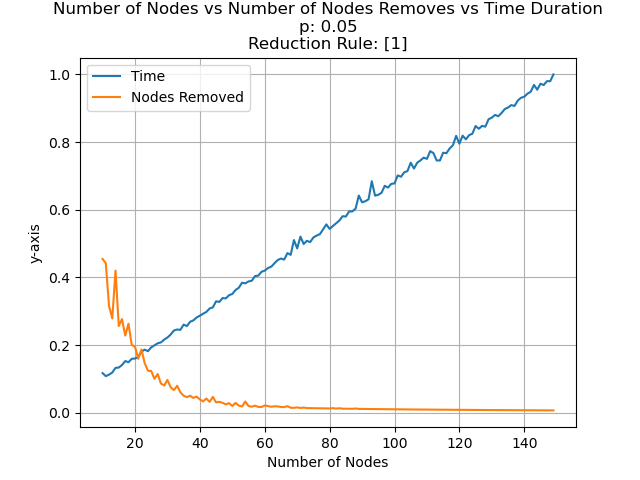 Number of Nodes vs Number of Nodes Removes vs Time Duration
p: 0.05
Reduction Rule: [1]
Time
Nodes Removed
1.0
0.8
0.6
0.4
0.2
0.0
y-axis
20 40 60 80 100 120 140
Number of Nodes